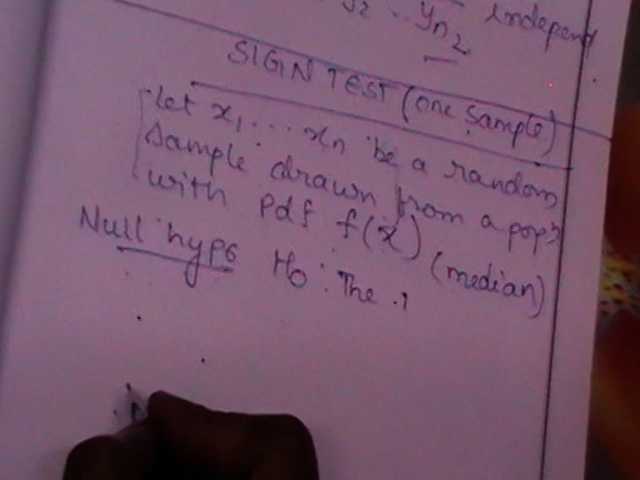 y2 .. yn2 independ
SIGN TEST (one sample)
Let x1, ... xn be a random
sample drawn from a popn
with pdf f(x) (median)
Null hypo H0 : The